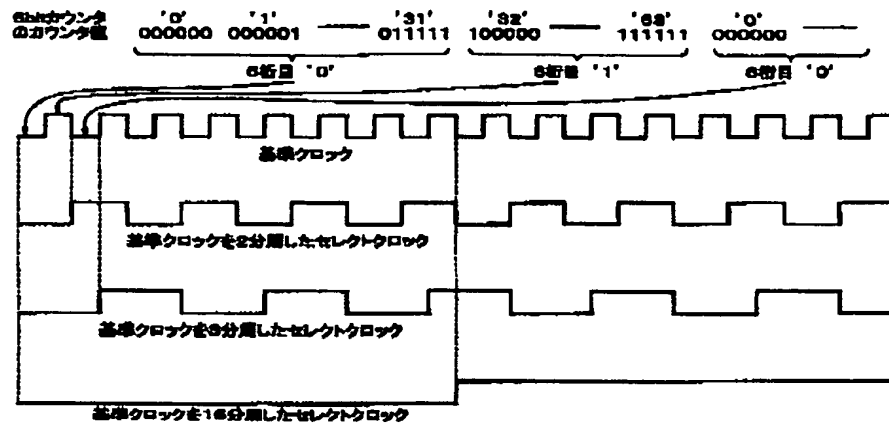 6bitカウンタ のカウンタ値
'0' '1' '31' '32' '63' '0'
000000 000001 011111 100000 111111 000000
6桁目 '0' 6桁目 '1' 6桁目 '0'
基準クロック
基準クロックを2分周したセレクトクロック
基準クロックを3分周したセレクトクロック
基準クロックを16分周したセレクトクロック